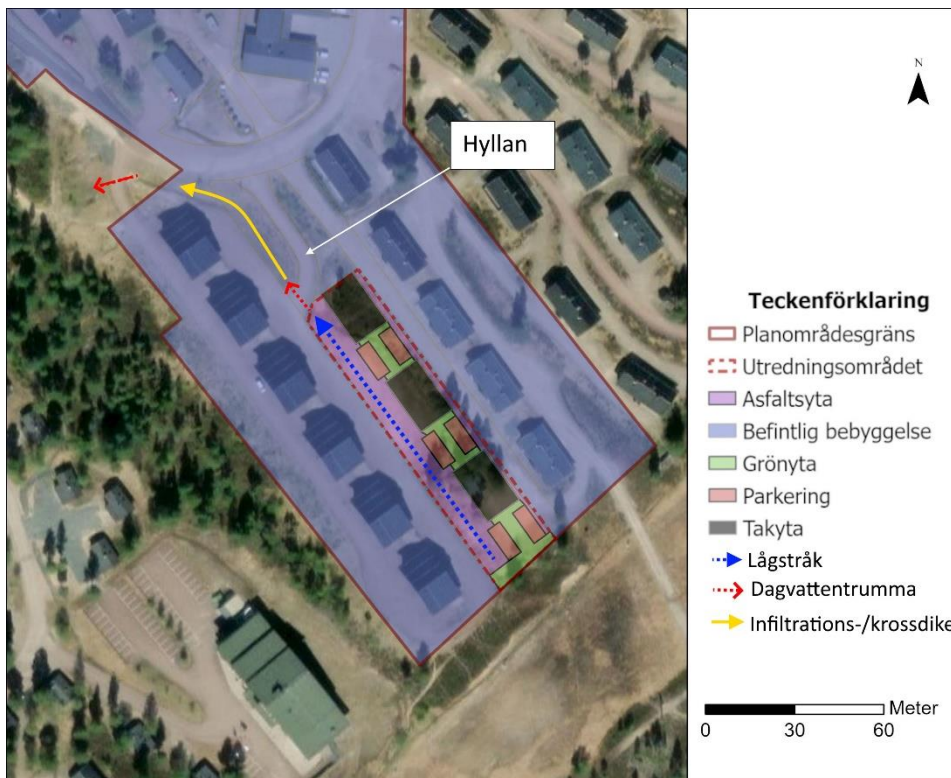 Hyllan
N
Teckenförklaring
Planområdesgräns
Utredningsområdet
Asfaltsyta
Befintlig bebyggelse
Grönyta
Parkering
Takyta
Lågstråk
Dagvattentrumma
Infiltrations-/krossdike
Meter
0 30 60